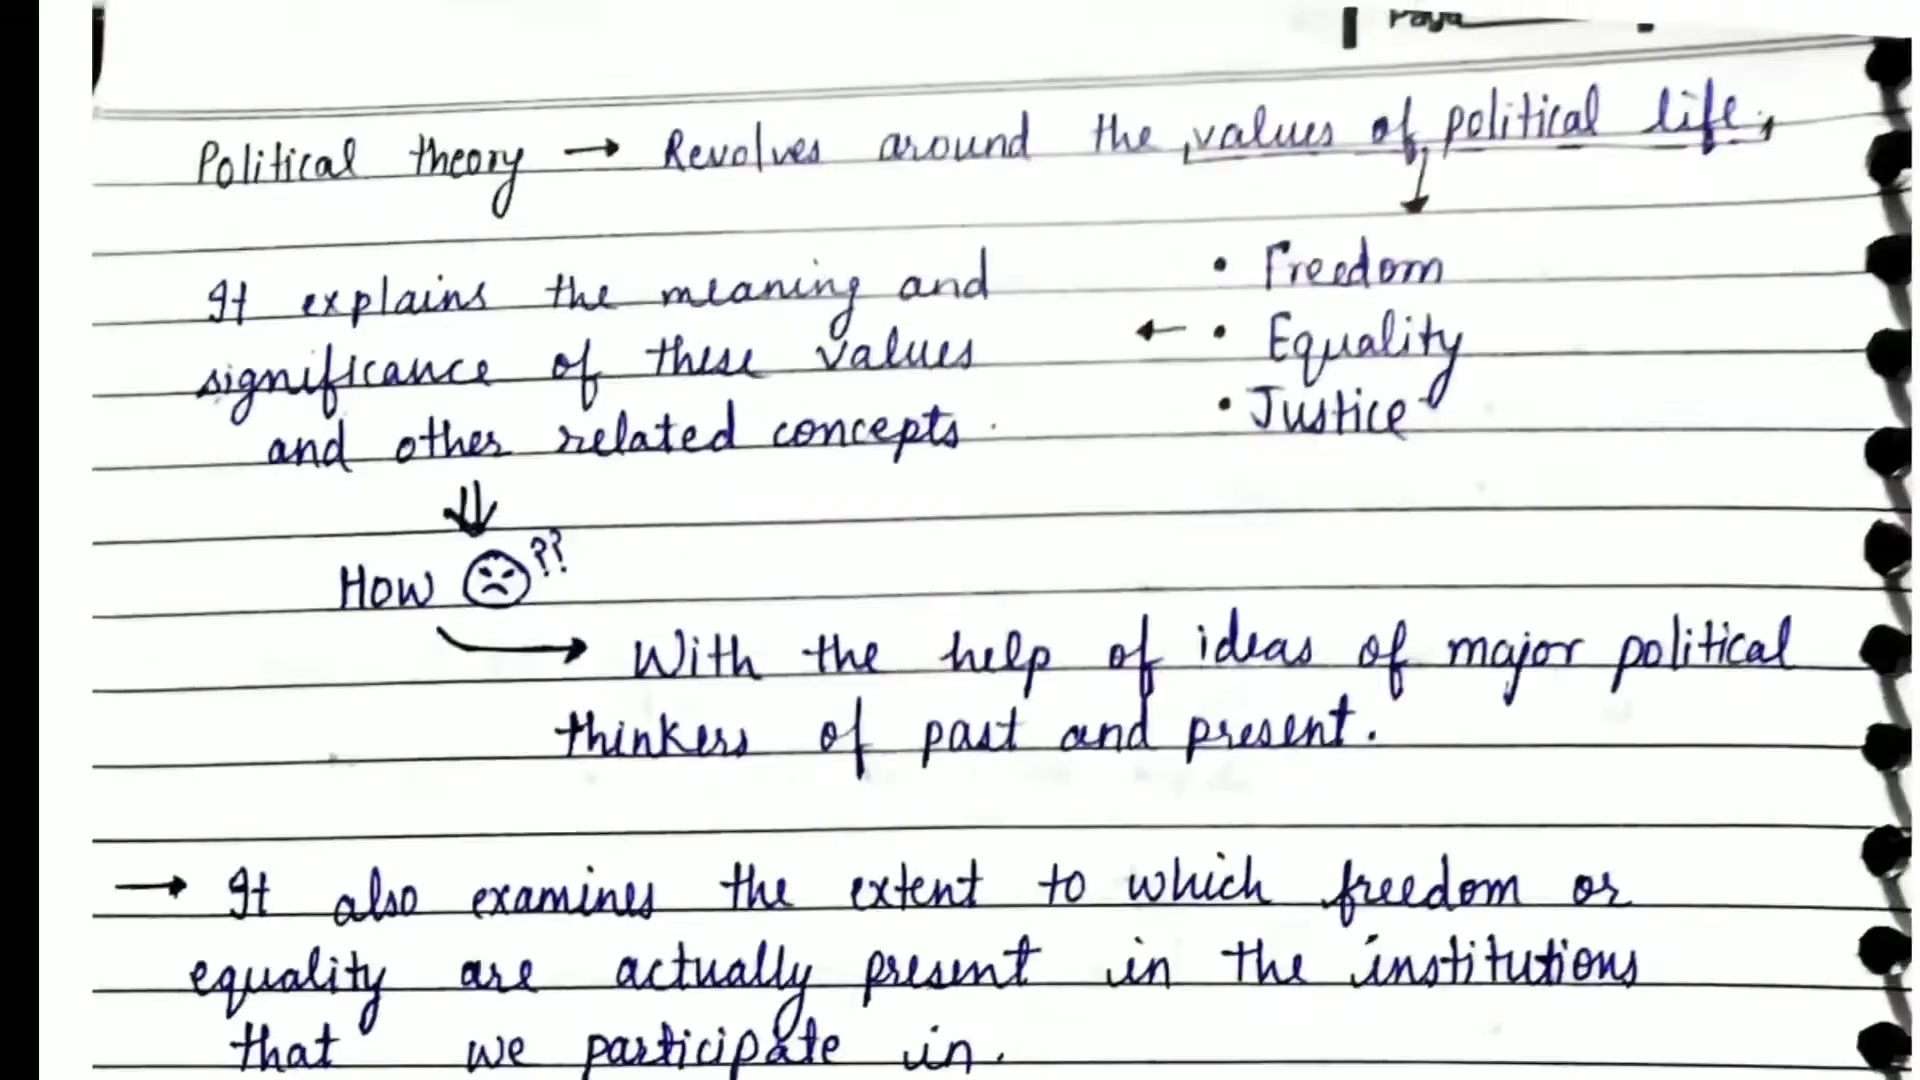 Page
Political theory → Revolves around the values of political life,
• Freedom
It explains the meaning and
← • Equality
significance of these values
• Justice
and other related concepts.
How ??
With the help of ideas of major political
thinkers of past and present.
→ It also examines the extent to which freedom or
equality are actually present in the institutions
that we participate in.